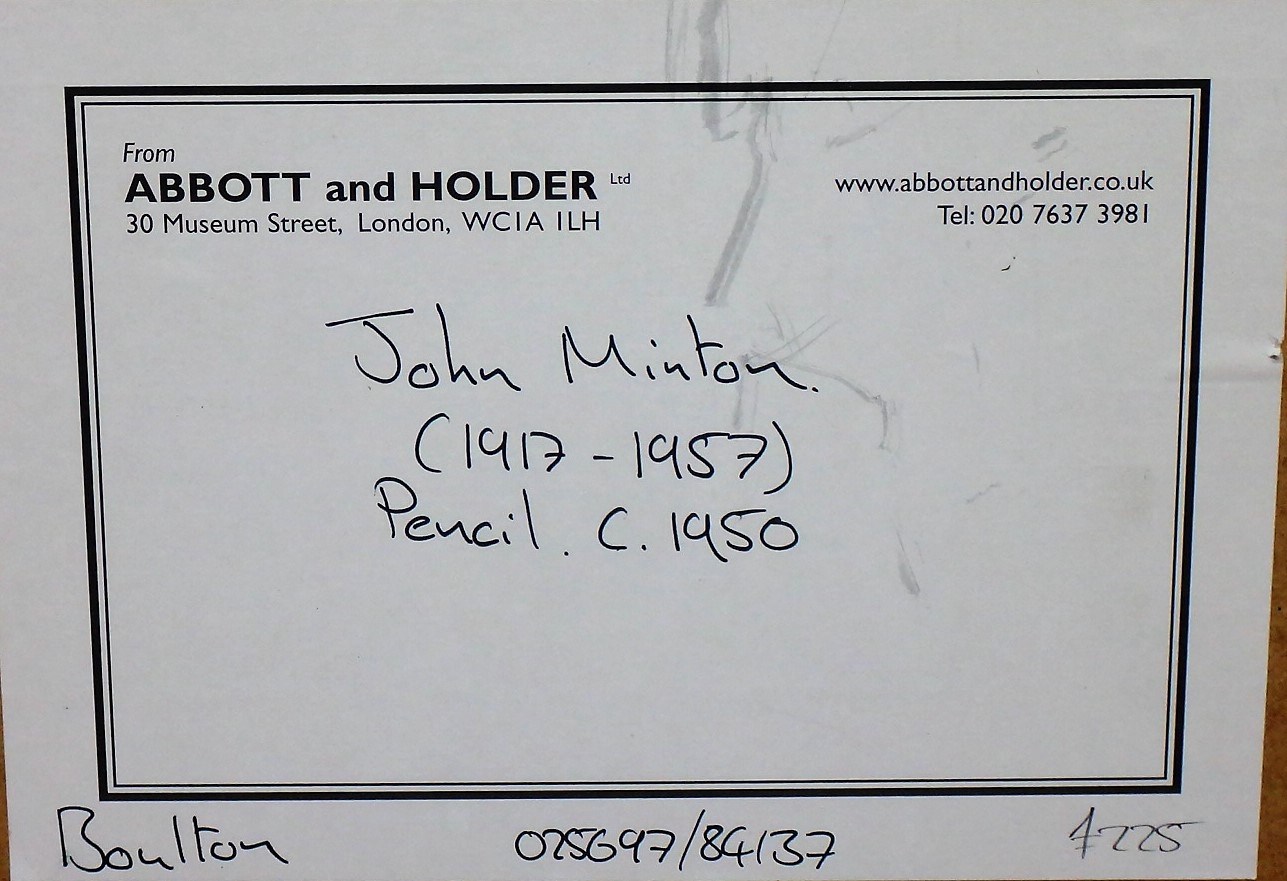 From
ABBOTT and HOLDER Ltd
30 Museum Street, London, WC1A 1LH
www.abbottandholder.co.uk
Tel: 020 7637 3981
John Minton.
(1917 - 1957)
Pencil. C. 1950
Boulton
025697/84137
£225